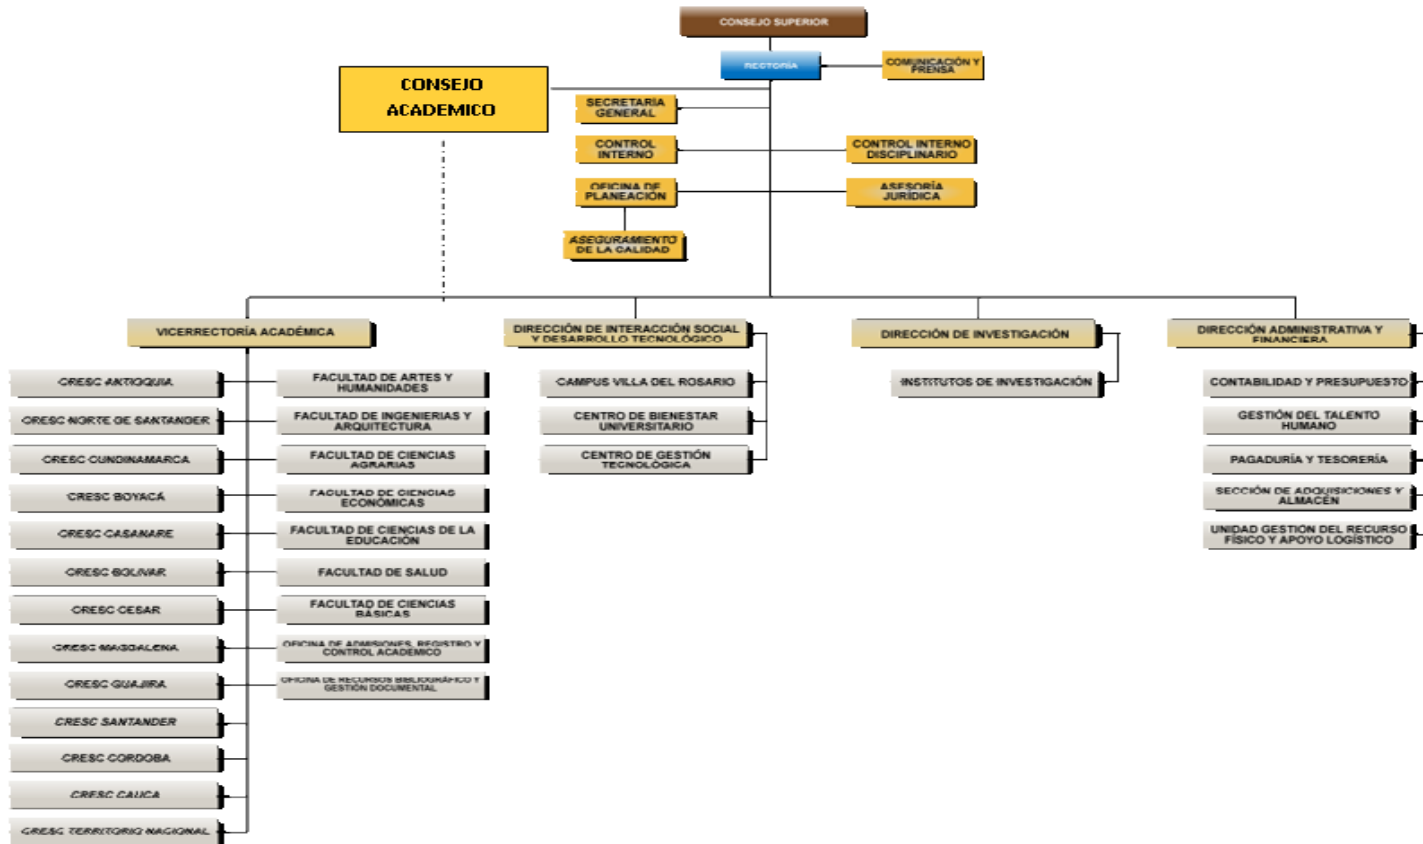 CONSEJO SUPERIOR
RECTORÍA
COMUNICACIÓN Y
PRENSA
CONSEJO
ACADEMICO
SECRETARÍA
GENERAL
CONTROL
INTERNO
CONTROL INTERNO
DISCIPLINARIO
OFICINA DE
PLANEACIÓN
ASESORÍA
JURÍDICA
ASEGURAMIENTO
DE LA CALIDAD
VICERRECTORÍA ACADÉMICA
CRESC ANTIOQUIA
CRESC NORTE DE SANTANDER
CRESC CUNDINAMARCA
CRESC BOYACÁ
CRESC CASANARE
CRESC BOLIVAR
CRESC CESAR
CRESC MAGDALENA
CRESC GUAJIRA
CRESC SANTANDER
CRESC CORDOBA
CRESC CAUCA
CRESC TERRITORIO NACIONAL
FACULTAD DE ARTES Y
HUMANIDADES
FACULTAD DE INGENIERIAS Y
ARQUITECTURA
FACULTAD DE CIENCIAS
AGRARIAS
FACULTAD DE CIENCIAS
ECONÓMICAS
FACULTAD DE CIENCIAS DE LA
EDUCACIÓN
FACULTAD DE SALUD
FACULTAD DE CIENCIAS
BÁSICAS
OFICINA DE ADMISIONES, REGISTRO Y
CONTROL ACADEMICO
OFICINA DE RECURSOS BIBLIOGRÁFICO Y
GESTIÓN DOCUMENTAL
DIRECCIÓN DE INTERACCIÓN SOCIAL
Y DESARROLLO TECNOLÓGICO
CAMPUS VILLA DEL ROSARIO
CENTRO DE BIENESTAR
UNIVERSITARIO
CENTRO DE GESTIÓN
TECNOLÓGICA
DIRECCIÓN DE INVESTIGACIÓN
INSTITUTOS DE INVESTIGACIÓN
DIRECCIÓN ADMINISTRATIVA Y
FINANCIERA
CONTABILIDAD Y PRESUPUESTO
GESTIÓN DEL TALENTO
HUMANO
PAGADURÍA Y TESORERÍA
SECCIÓN DE ADQUISICIONES Y
ALMACÉN
UNIDAD GESTIÓN DEL RECURSO
FÍSICO Y APOYO LOGÍSTICO